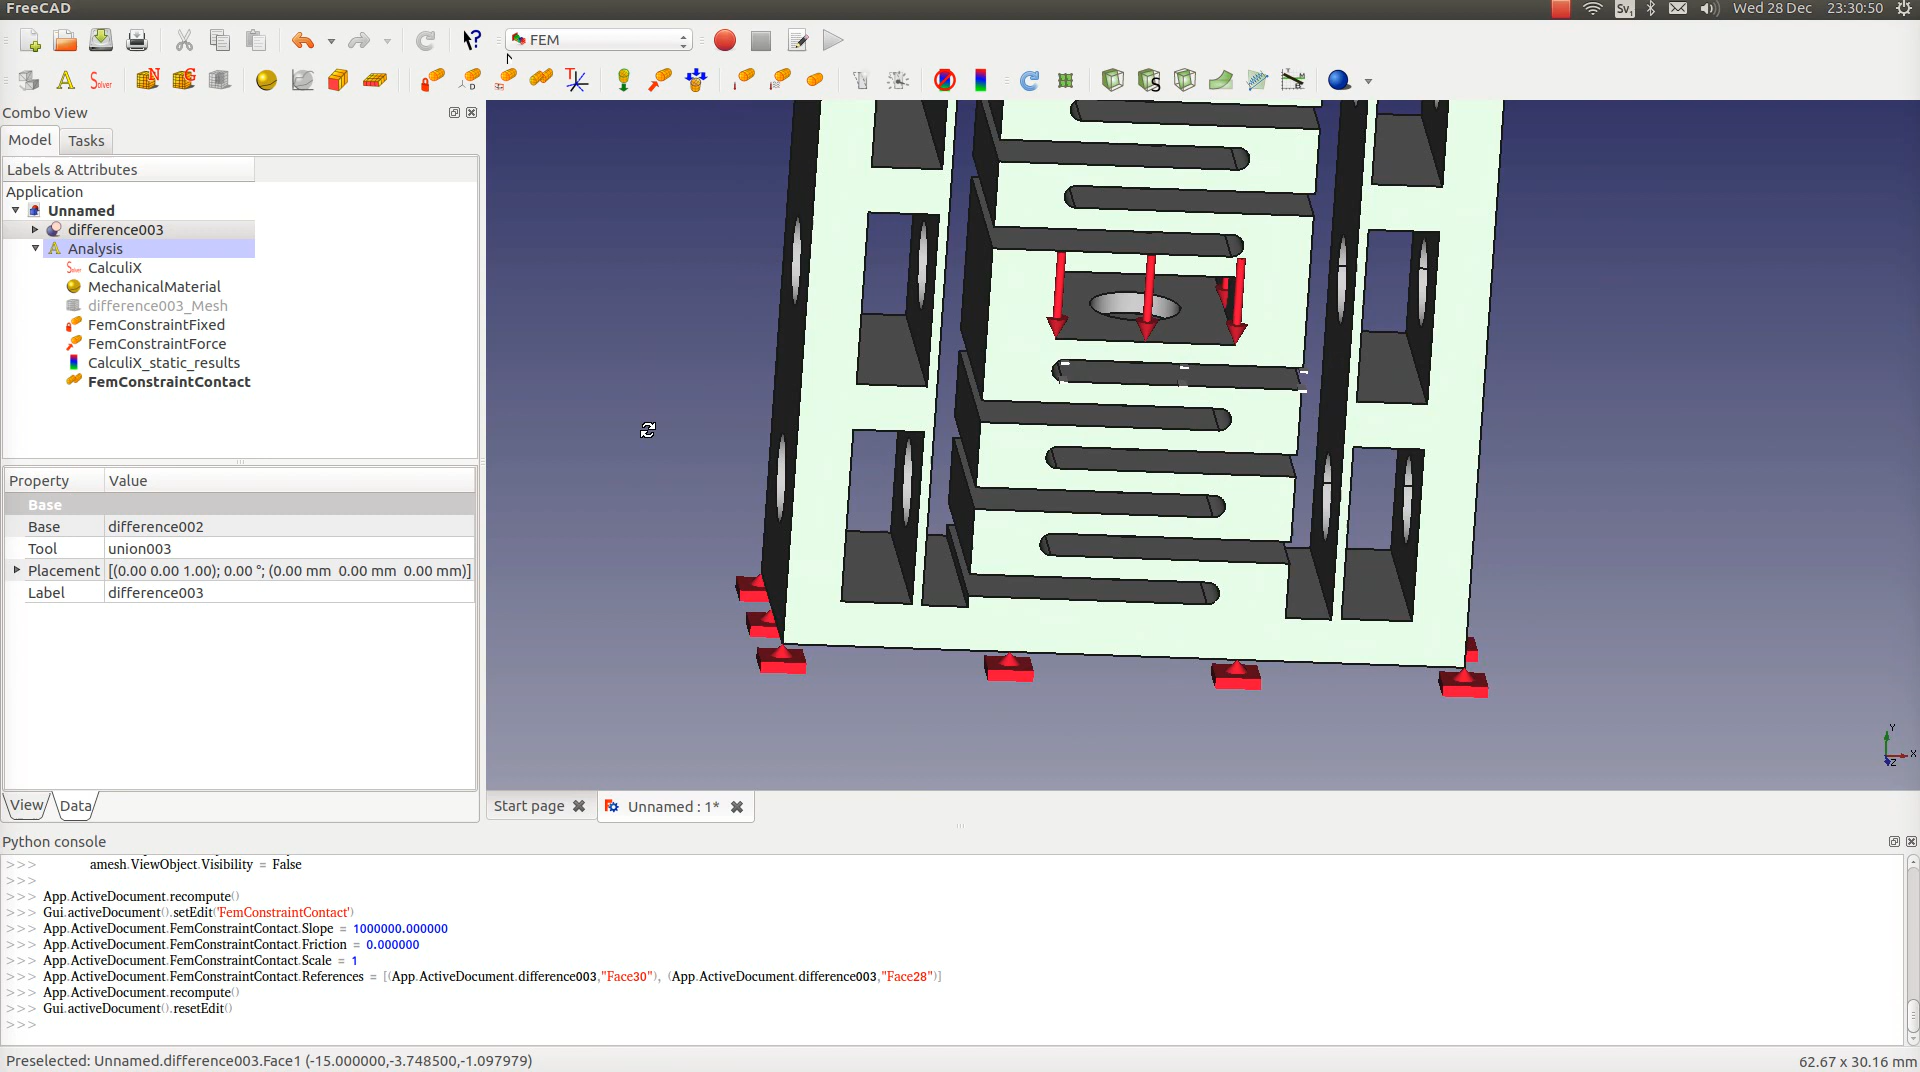 FreeCAD
Sv1
Wed 28 Dec 23:30:50
FEM
A Solver N G
D T S
Combo View
Model Tasks
Labels & Attributes
Application
Unnamed
difference003
A Analysis
Solver CalculiX
MechanicalMaterial
difference003_Mesh
FemConstraintFixed
FemConstraintForce
CalculiX_static_results
FemConstraintContact
Property Value
Base
Base difference002
Tool union003
Placement [(0.00 0.00 1.00); 0.00 °; (0.00 mm 0.00 mm 0.00 mm)]
Label difference003
View Data
Y
X
Z
Start page Unnamed : 1*
Python console
>>> amesh.ViewObject.Visibility = False
>>>
>>> App.ActiveDocument.recompute()
>>> Gui.activeDocument().setEdit('FemConstraintContact')
>>> App.ActiveDocument.FemConstraintContact.Slope = 1000000.000000
>>> App.ActiveDocument.FemConstraintContact.Friction = 0.000000
>>> App.ActiveDocument.FemConstraintContact.Scale = 1
>>> App.ActiveDocument.FemConstraintContact.References = [(App.ActiveDocument.difference003,"Face30"), (App.ActiveDocument.difference003,"Face28")]
>>> App.ActiveDocument.recompute()
>>> Gui.activeDocument().resetEdit()
>>>
Preselected: Unnamed.difference003.Face1 (-15.000000,-3.748500,-1.097979)
62.67 x 30.16 mm